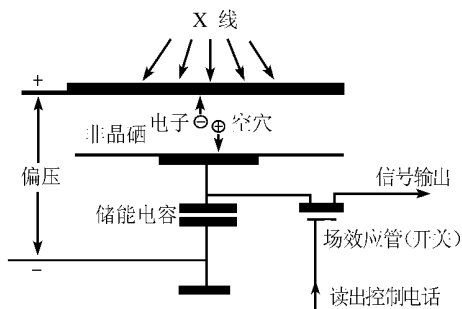 X 线
+
电子 ⊖ ⊕ 空穴
非晶硒
偏压
信号输出
储能电容
场效应管(开关)
−
读出控制电话